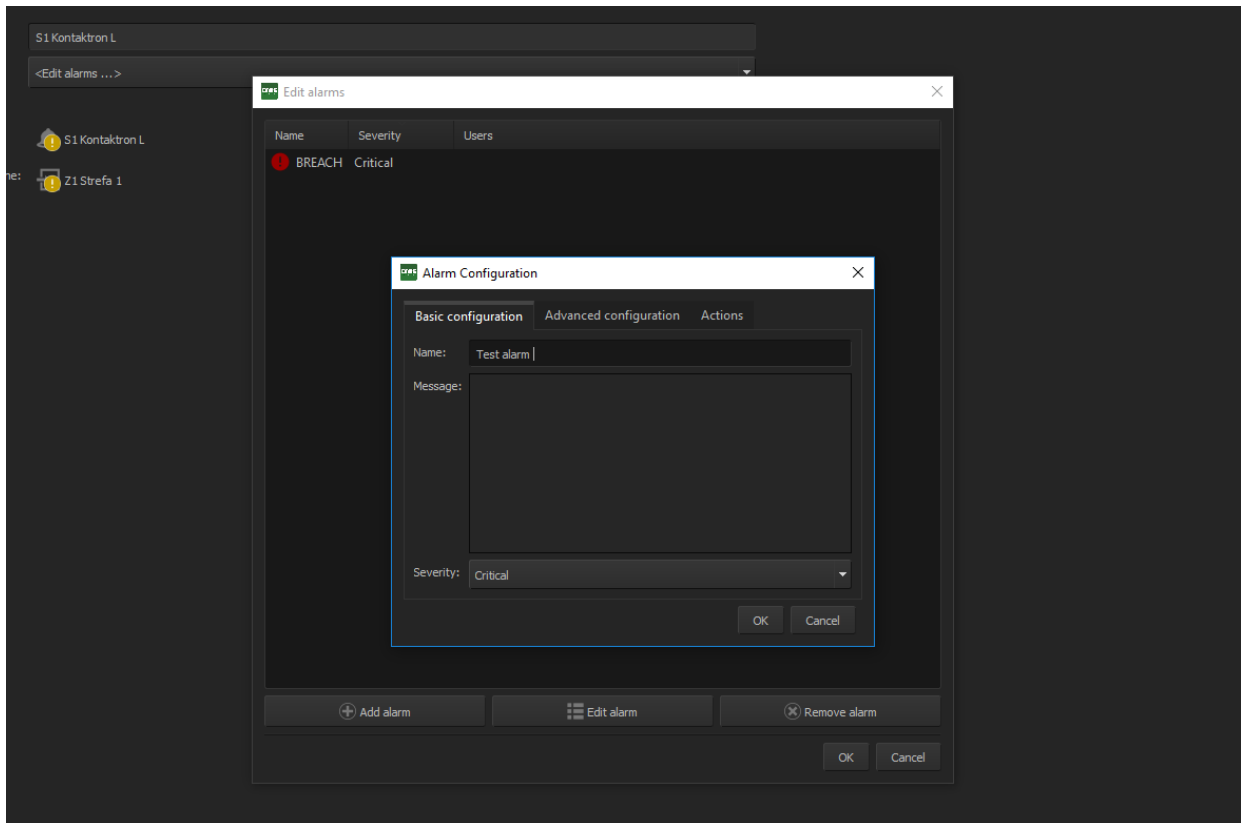 S1 Kontaktron L
<Edit alarms ...>
Edit alarms
Name Severity Users
S1 Kontaktron L
BREACH Critical
ne:
Z1 Strefa 1
Alarm Configuration
Basic configuration Advanced configuration Actions
Name: Test alarm
Message:
Severity: Critical
OK Cancel
Add alarm Edit alarm Remove alarm
OK Cancel